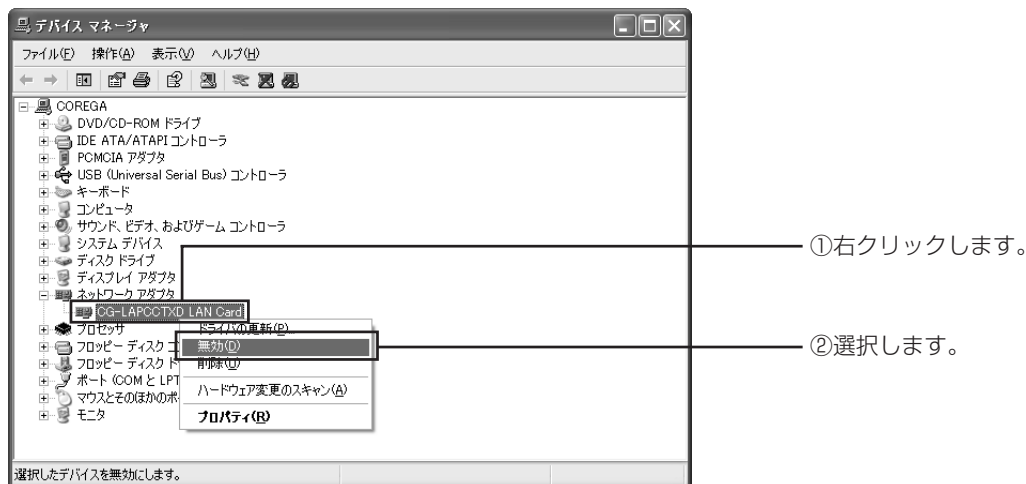 デバイス マネージャ
ファイル(F) 操作(A) 表示(V) ヘルプ(H)
COREGA
DVD/CD-ROM ドライブ
IDE ATA/ATAPI コントローラ
PCMCIA アダプタ
USB (Universal Serial Bus) コントローラ
キーボード
コンピュータ
サウンド、ビデオ、およびゲーム コントローラ
システム デバイス
ディスク ドライブ
①右クリックします。
ディスプレイ アダプタ
ネットワーク アダプタ
CG-LAPCCTXD LAN Card
プロセッサ
ドライバの更新(P)...
フロッピー ディスク コ
無効(D)
②選択します。
フロッピー ディスク ド
削除(U)
ポート (COM と LPT
ハードウェア変更のスキャン(A)
マウスとそのほかのポ
モニタ
プロパティ(R)
選択したデバイスを無効にします。